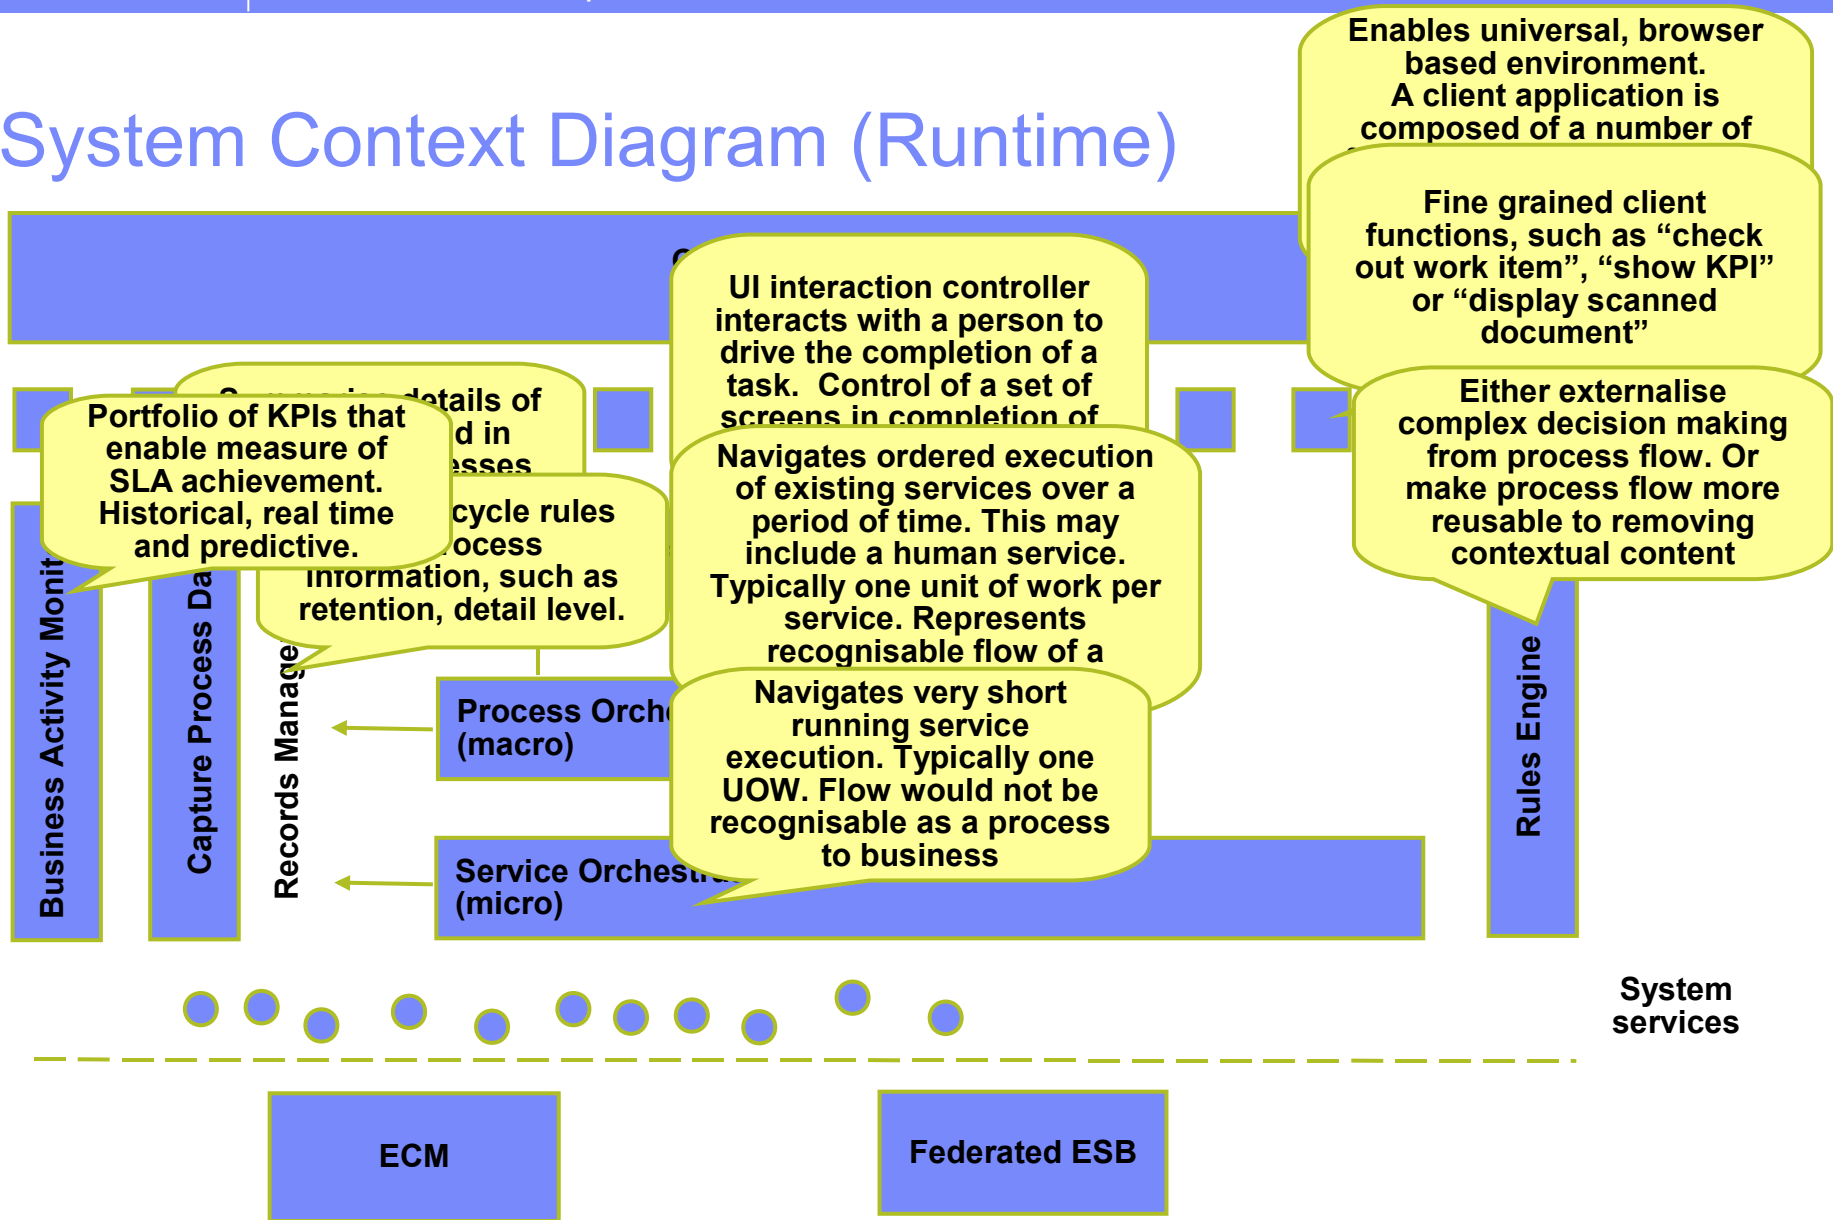 Enables universal, browser
based environment.
A client application is
composed of a number of
System Context Diagram (Runtime)
Fine grained client
functions, such as “check
out work item”, “show KPI”
or “display scanned
document”
UI interaction controller
interacts with a person to
drive the completion of a
task. Control of a set of
screens in completion of
details of
Portfolio of KPIs that
enable measure of
SLA achievement.
Historical, real time
and predictive.
rules
information, such as
retention, detail level.
Navigates ordered execution
of existing services over a
period of time. This may
include a human service.
Typically one unit of work per
service. Represents
recognisable flow of a
Either externalise
complex decision making
from process flow. Or
make process flow more
reusable to removing
contextual content
Business Activity
Capture Process
Records
Process
(macro)
Navigates very short
running service
execution. Typically one
UOW. Flow would not be
recognisable as a process
to business
Service
(micro)
Rules Engine
System
services
ECM
Federated ESB